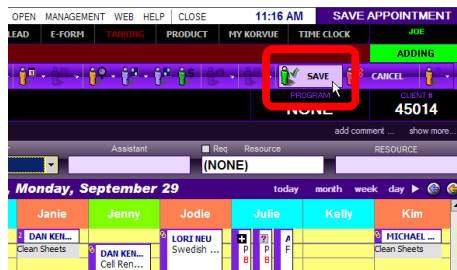 OPEN MANAGEMENT WEB HELP CLOSE 11:16 AM SAVE APPOINTMENT
LEAD E-FORM TANNING PRODUCT MY KORVUE TIME CLOCK JOE
ADDING
SAVE CANCEL
PROGRAM CLIENT #
NONE 45014
add comment ... show more...
Assistant Req Resource RESOURCE
(NONE)
, Monday, September 29 today month week day
Janie Jenny Jodie Julie Kelly Kim
2 DAN KEN... LORI NEU + ? A MICHAEL ...
Clean Sheets DAN KEN... Swedish ... P P F Clean Sheets
Cell Ren... B B